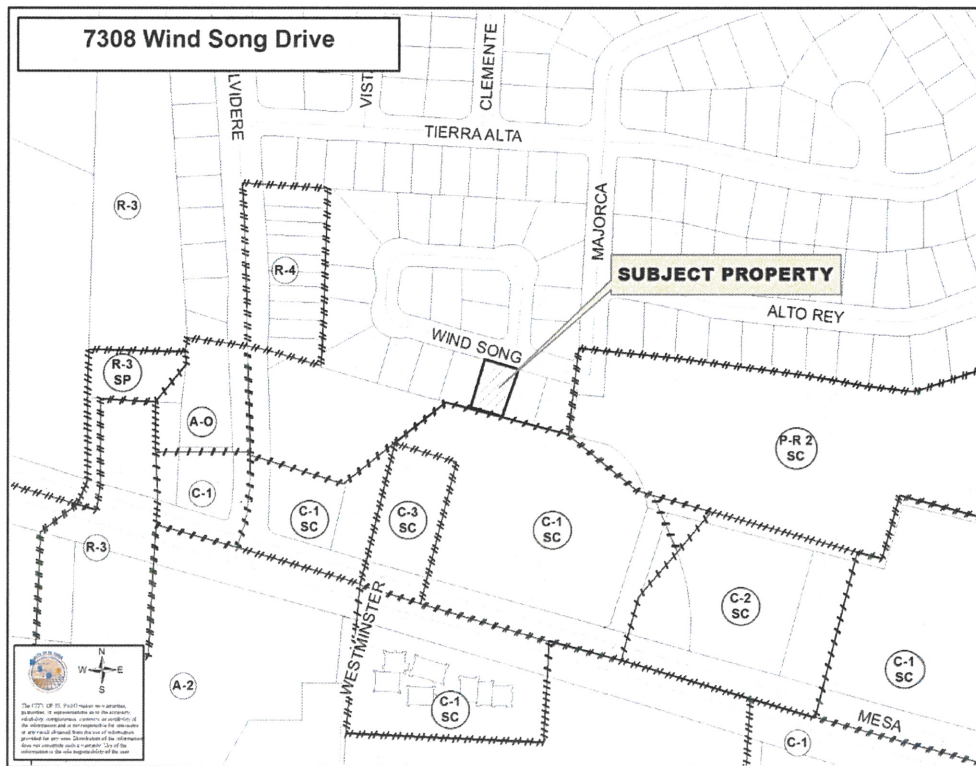 7308 Wind Song Drive
LVIDERE
VIST
CLEMENTE
TIERRA ALTA
MAJORCA
R-3
R-4
SUBJECT PROPERTY
ALTO REY
WIND SONG
R-3
SP
A-O
P-R 2
SC
C-1
C-1
SC
C-3
SC
C-1
SC
R-3
C-2
SC
WESTMINSTER
C-1
SC
A-2
C-1
SC
MESA
C-1
N
W E
S